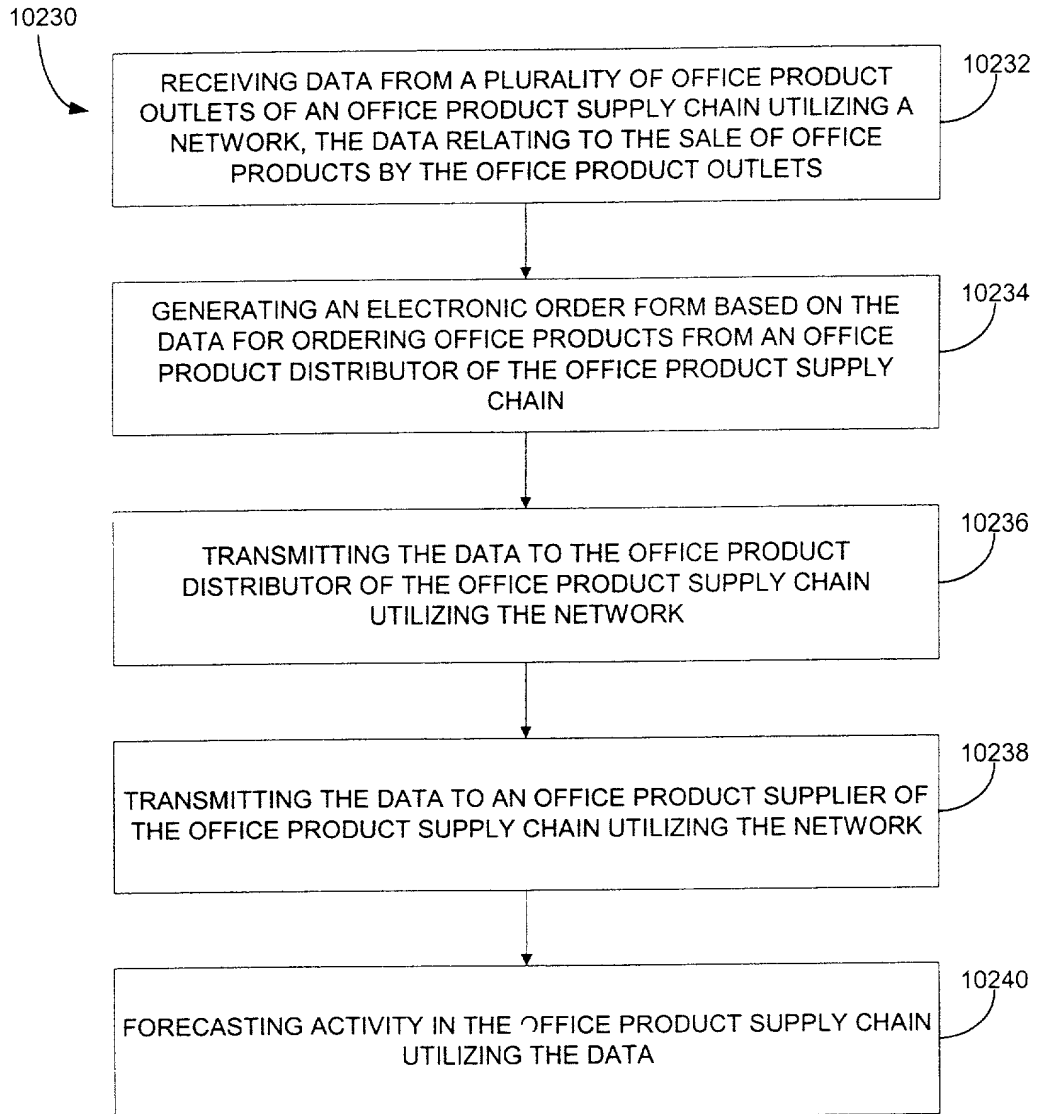 10230
RECEIVING DATA FROM A PLURALITY OF OFFICE PRODUCT
OUTLETS OF AN OFFICE PRODUCT SUPPLY CHAIN UTILIZING A
NETWORK, THE DATA RELATING TO THE SALE OF OFFICE
PRODUCTS BY THE OFFICE PRODUCT OUTLETS
10232
GENERATING AN ELECTRONIC ORDER FORM BASED ON THE
DATA FOR ORDERING OFFICE PRODUCTS FROM AN OFFICE
PRODUCT DISTRIBUTOR OF THE OFFICE PRODUCT SUPPLY
CHAIN
10234
TRANSMITTING THE DATA TO THE OFFICE PRODUCT
DISTRIBUTOR OF THE OFFICE PRODUCT SUPPLY CHAIN
UTILIZING THE NETWORK
10236
TRANSMITTING THE DATA TO AN OFFICE PRODUCT SUPPLIER OF
THE OFFICE PRODUCT SUPPLY CHAIN UTILIZING THE NETWORK
10238
FORECASTING ACTIVITY IN THE OFFICE PRODUCT SUPPLY CHAIN
UTILIZING THE DATA
10240